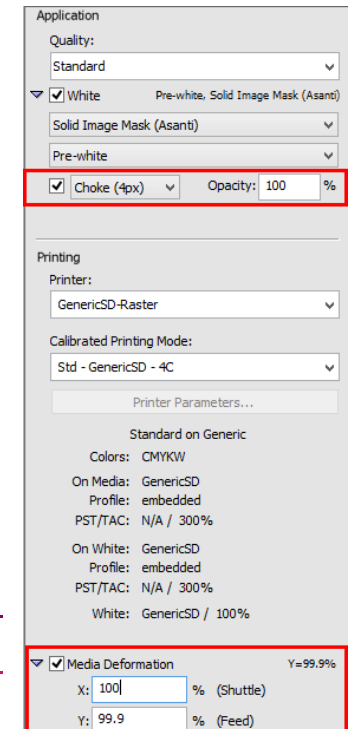 Application
Quality:
Standard
White Pre-white, Solid Image Mask (Asanti)
Solid Image Mask (Asanti)
Pre-white
Choke (4px) Opacity: 100 %
Printing
Printer:
GenericSD-Raster
Calibrated Printing Mode:
Std - GenericSD - 4C
Printer Parameters...
Standard on Generic
Colors: CMYKW
On Media: GenericSD
Profile: embedded
PST/TAC: N/A / 300%
On White: GenericSD
Profile: embedded
PST/TAC: N/A / 300%
White: GenericSD / 100%
Media Deformation Y=99.9%
X: 100 % (Shuttle)
Y: 99.9 % (Feed)